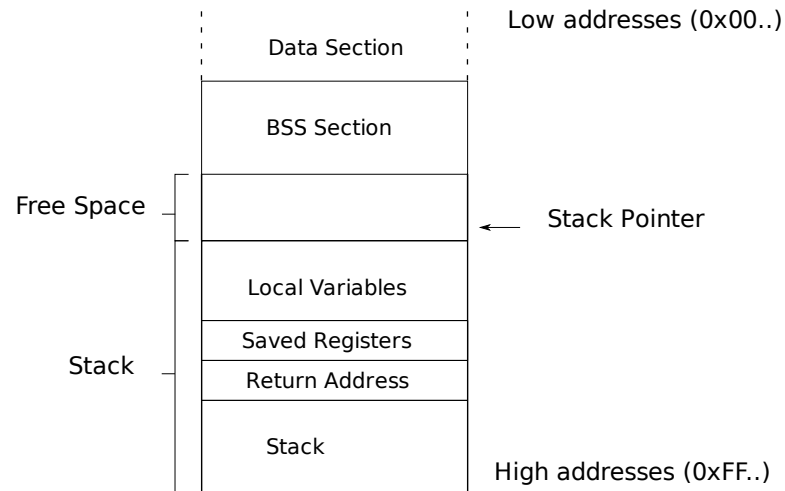 Low addresses (0x00..)
Data Section
BSS Section
Free Space
Stack Pointer
Local Variables
Saved Registers
Stack
Return Address
Stack
High addresses (0xFF..)